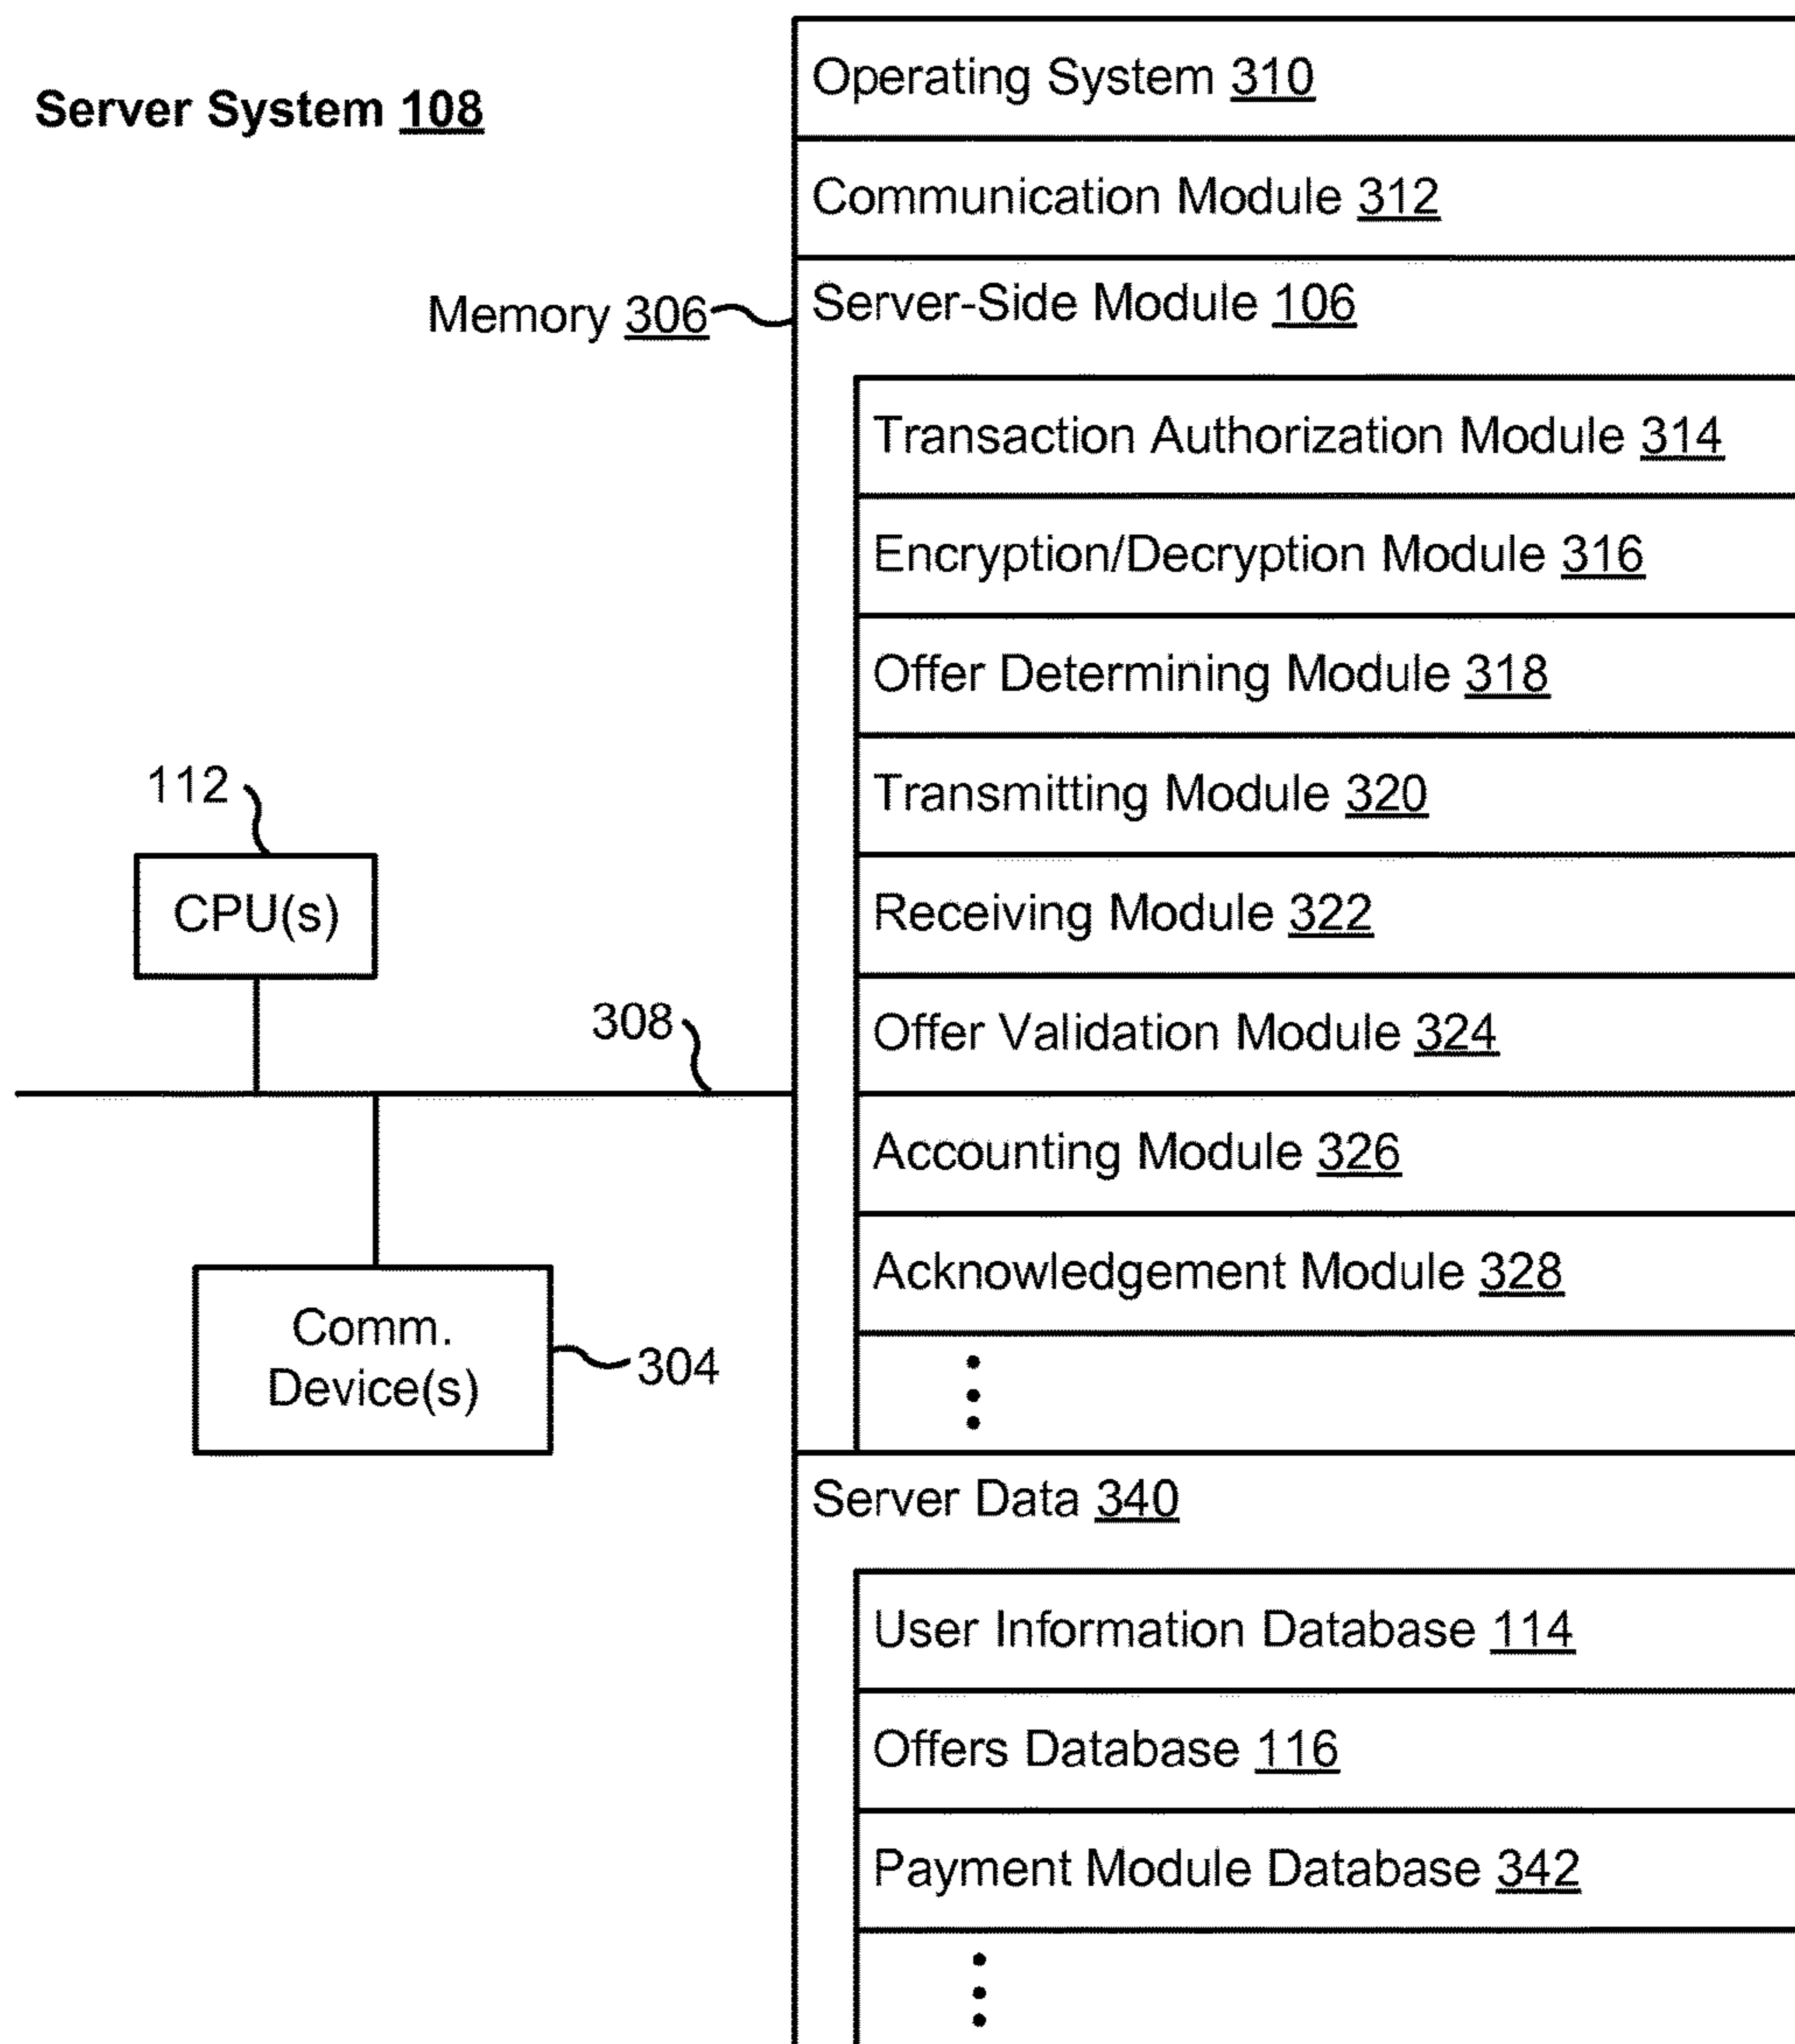 Server System 108
Operating System 310
Communication Module 312
Memory 306
Server-Side Module 106
Transaction Authorization Module 314
Encryption/Decryption Module 316
Offer Determining Module 318
Transmitting Module 320
112
CPU(s)
Receiving Module 322
308
Offer Validation Module 324
Accounting Module 326
Acknowledgement Module 328
Comm.
Device(s)
304
Server Data 340
User Information Database 114
Offers Database 116
Payment Module Database 342